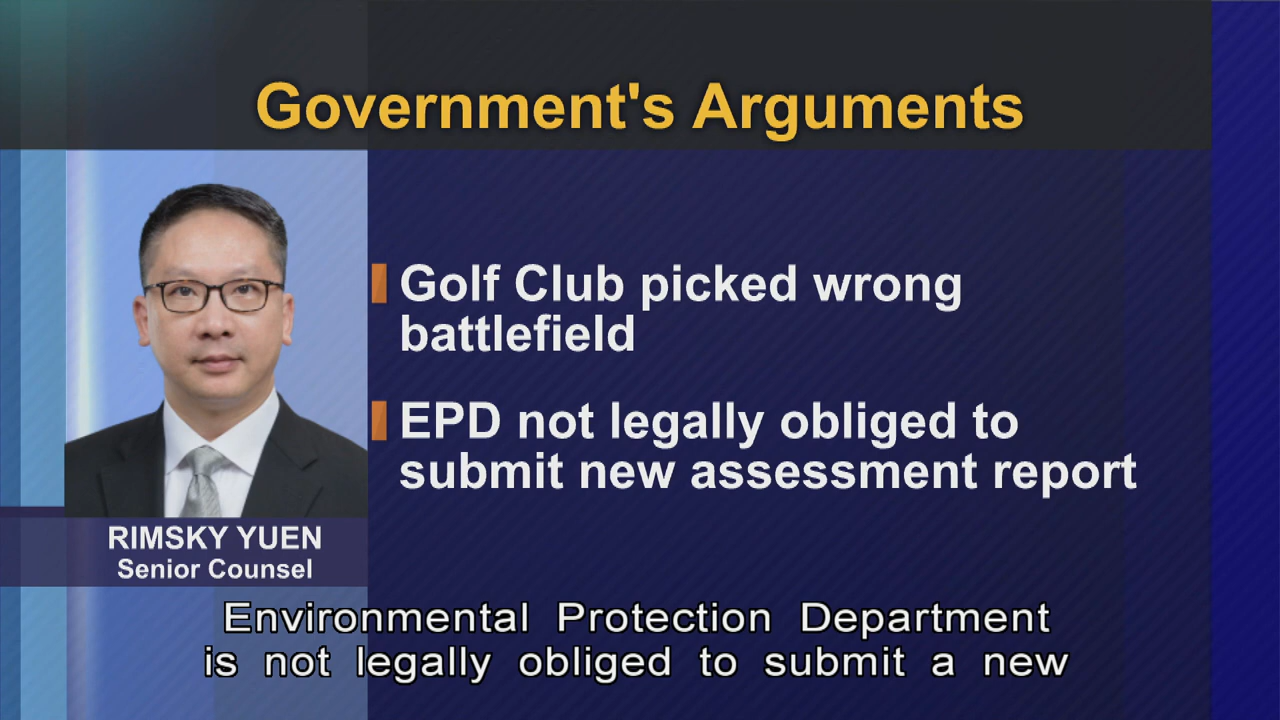 Government's Arguments
Golf Club picked wrong
battlefield
EPD not legally obliged to
submit new assessment report
RIMSKY YUEN
Senior Counsel
Environmental Protection Department
is not legally obliged to submit a new